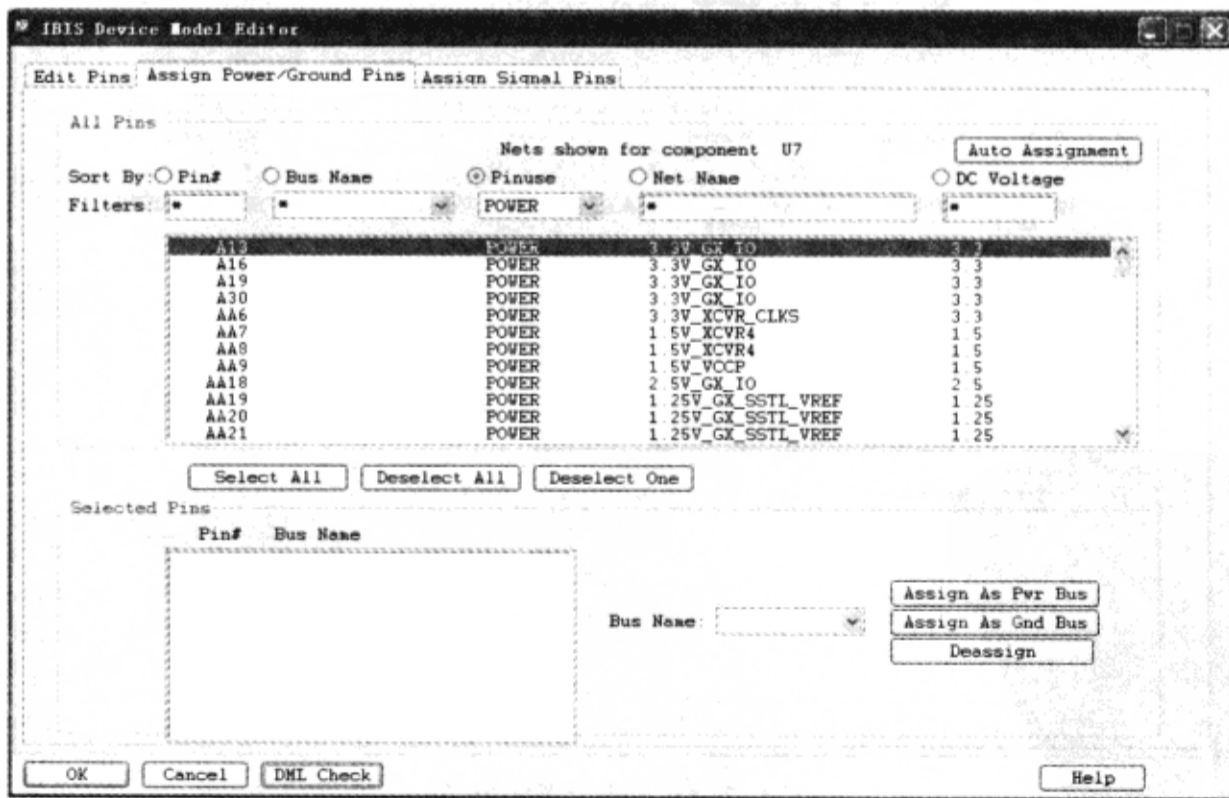 IBIS Device Model Editor
Edit Pins Assign Power/Ground Pins Assign Signal Pins
All Pins
Nets shown for component U7 Auto Assignment
Sort By: Pin# Bus Name Pinuse Net Name DC Voltage
Filters: * * POWER * *
A13 POWER 3.3V_GX_IO 3.3
A16 POWER 3.3V_GX_IO 3.3
A19 POWER 3.3V_GX_IO 3.3
A30 POWER 3.3V_GX_IO 3.3
AA6 POWER 3.3V_XCVR_CLKS 3.3
AA7 POWER 1.5V_XCVR4 1.5
AA8 POWER 1.5V_XCVR4 1.5
AA9 POWER 1.5V_VCCP 1.5
AA18 POWER 2.5V_GX_IO 2.5
AA19 POWER 1.25V_GX_SSTL_VREF 1.25
AA20 POWER 1.25V_GX_SSTL_VREF 1.25
AA21 POWER 1.25V_GX_SSTL_VREF 1.25
Select All Deselect All Deselect One
Selected Pins
Pin# Bus Name
Assign As Pwr Bus
Bus Name: Assign As Gnd Bus
Deassign
OK Cancel DML Check Help